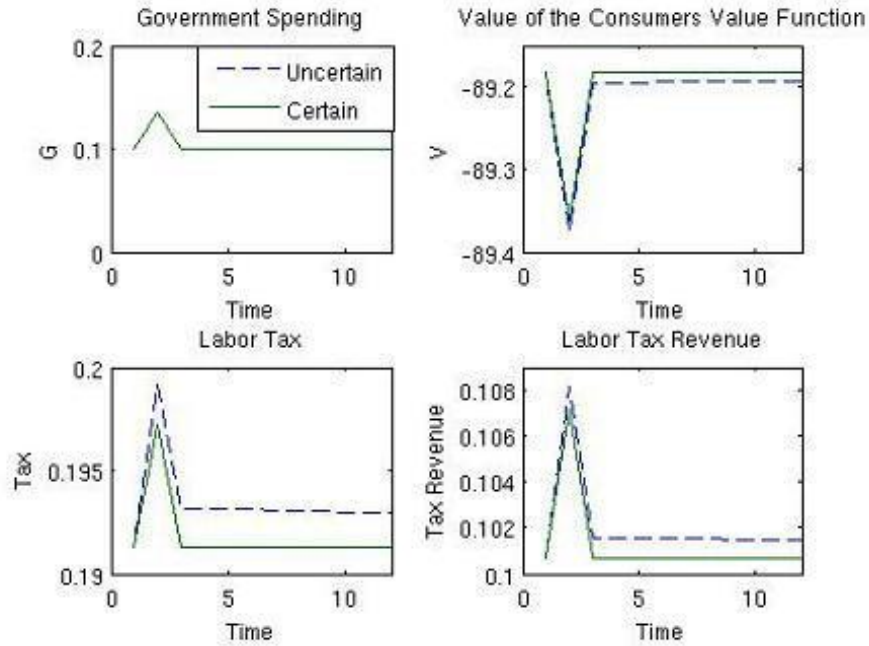 Government Spending
0.2
Uncertain
Certain
G
0.1
0
0
5
10
Time
Value of the Consumers Value Function
-89.2
V
-89.3
-89.4
0
5
10
Time
Labor Tax
0.2
Tax
0.195
0.19
0
5
10
Time
Labor Tax Revenue
0.108
Tax Revenue
0.106
0.104
0.102
0.1
0
5
10
Time